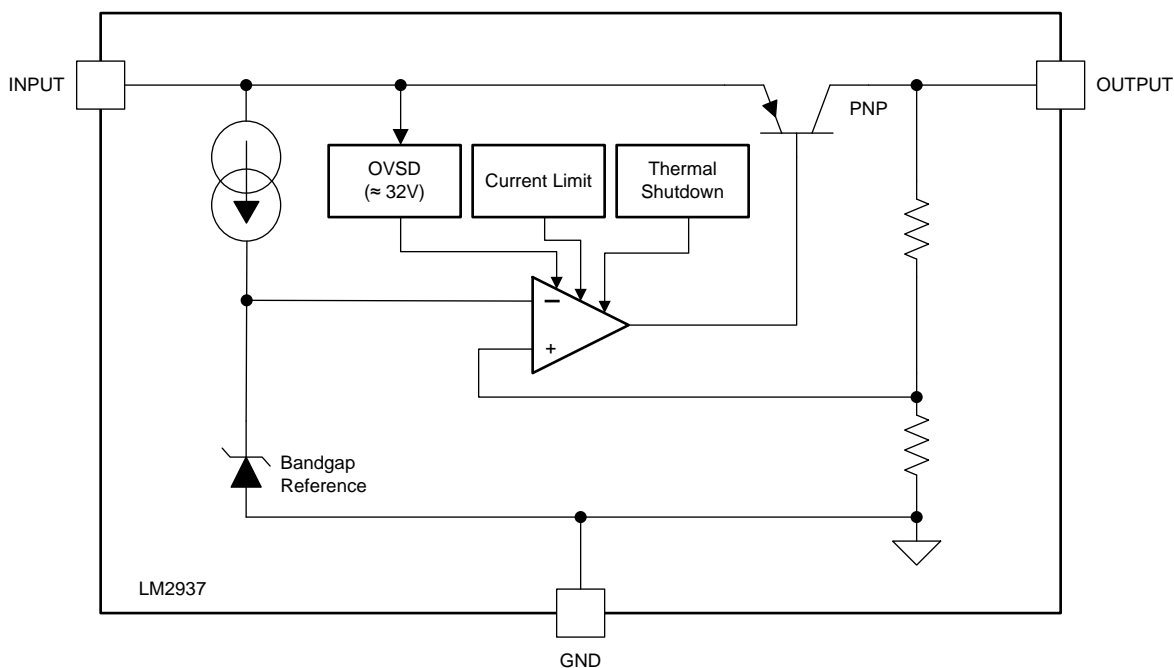 INPUT
OUTPUT
PNP
OVSD
(≈ 32V)
Current Limit
Thermal
Shutdown
−
+
Bandgap
Reference
LM2937
GND